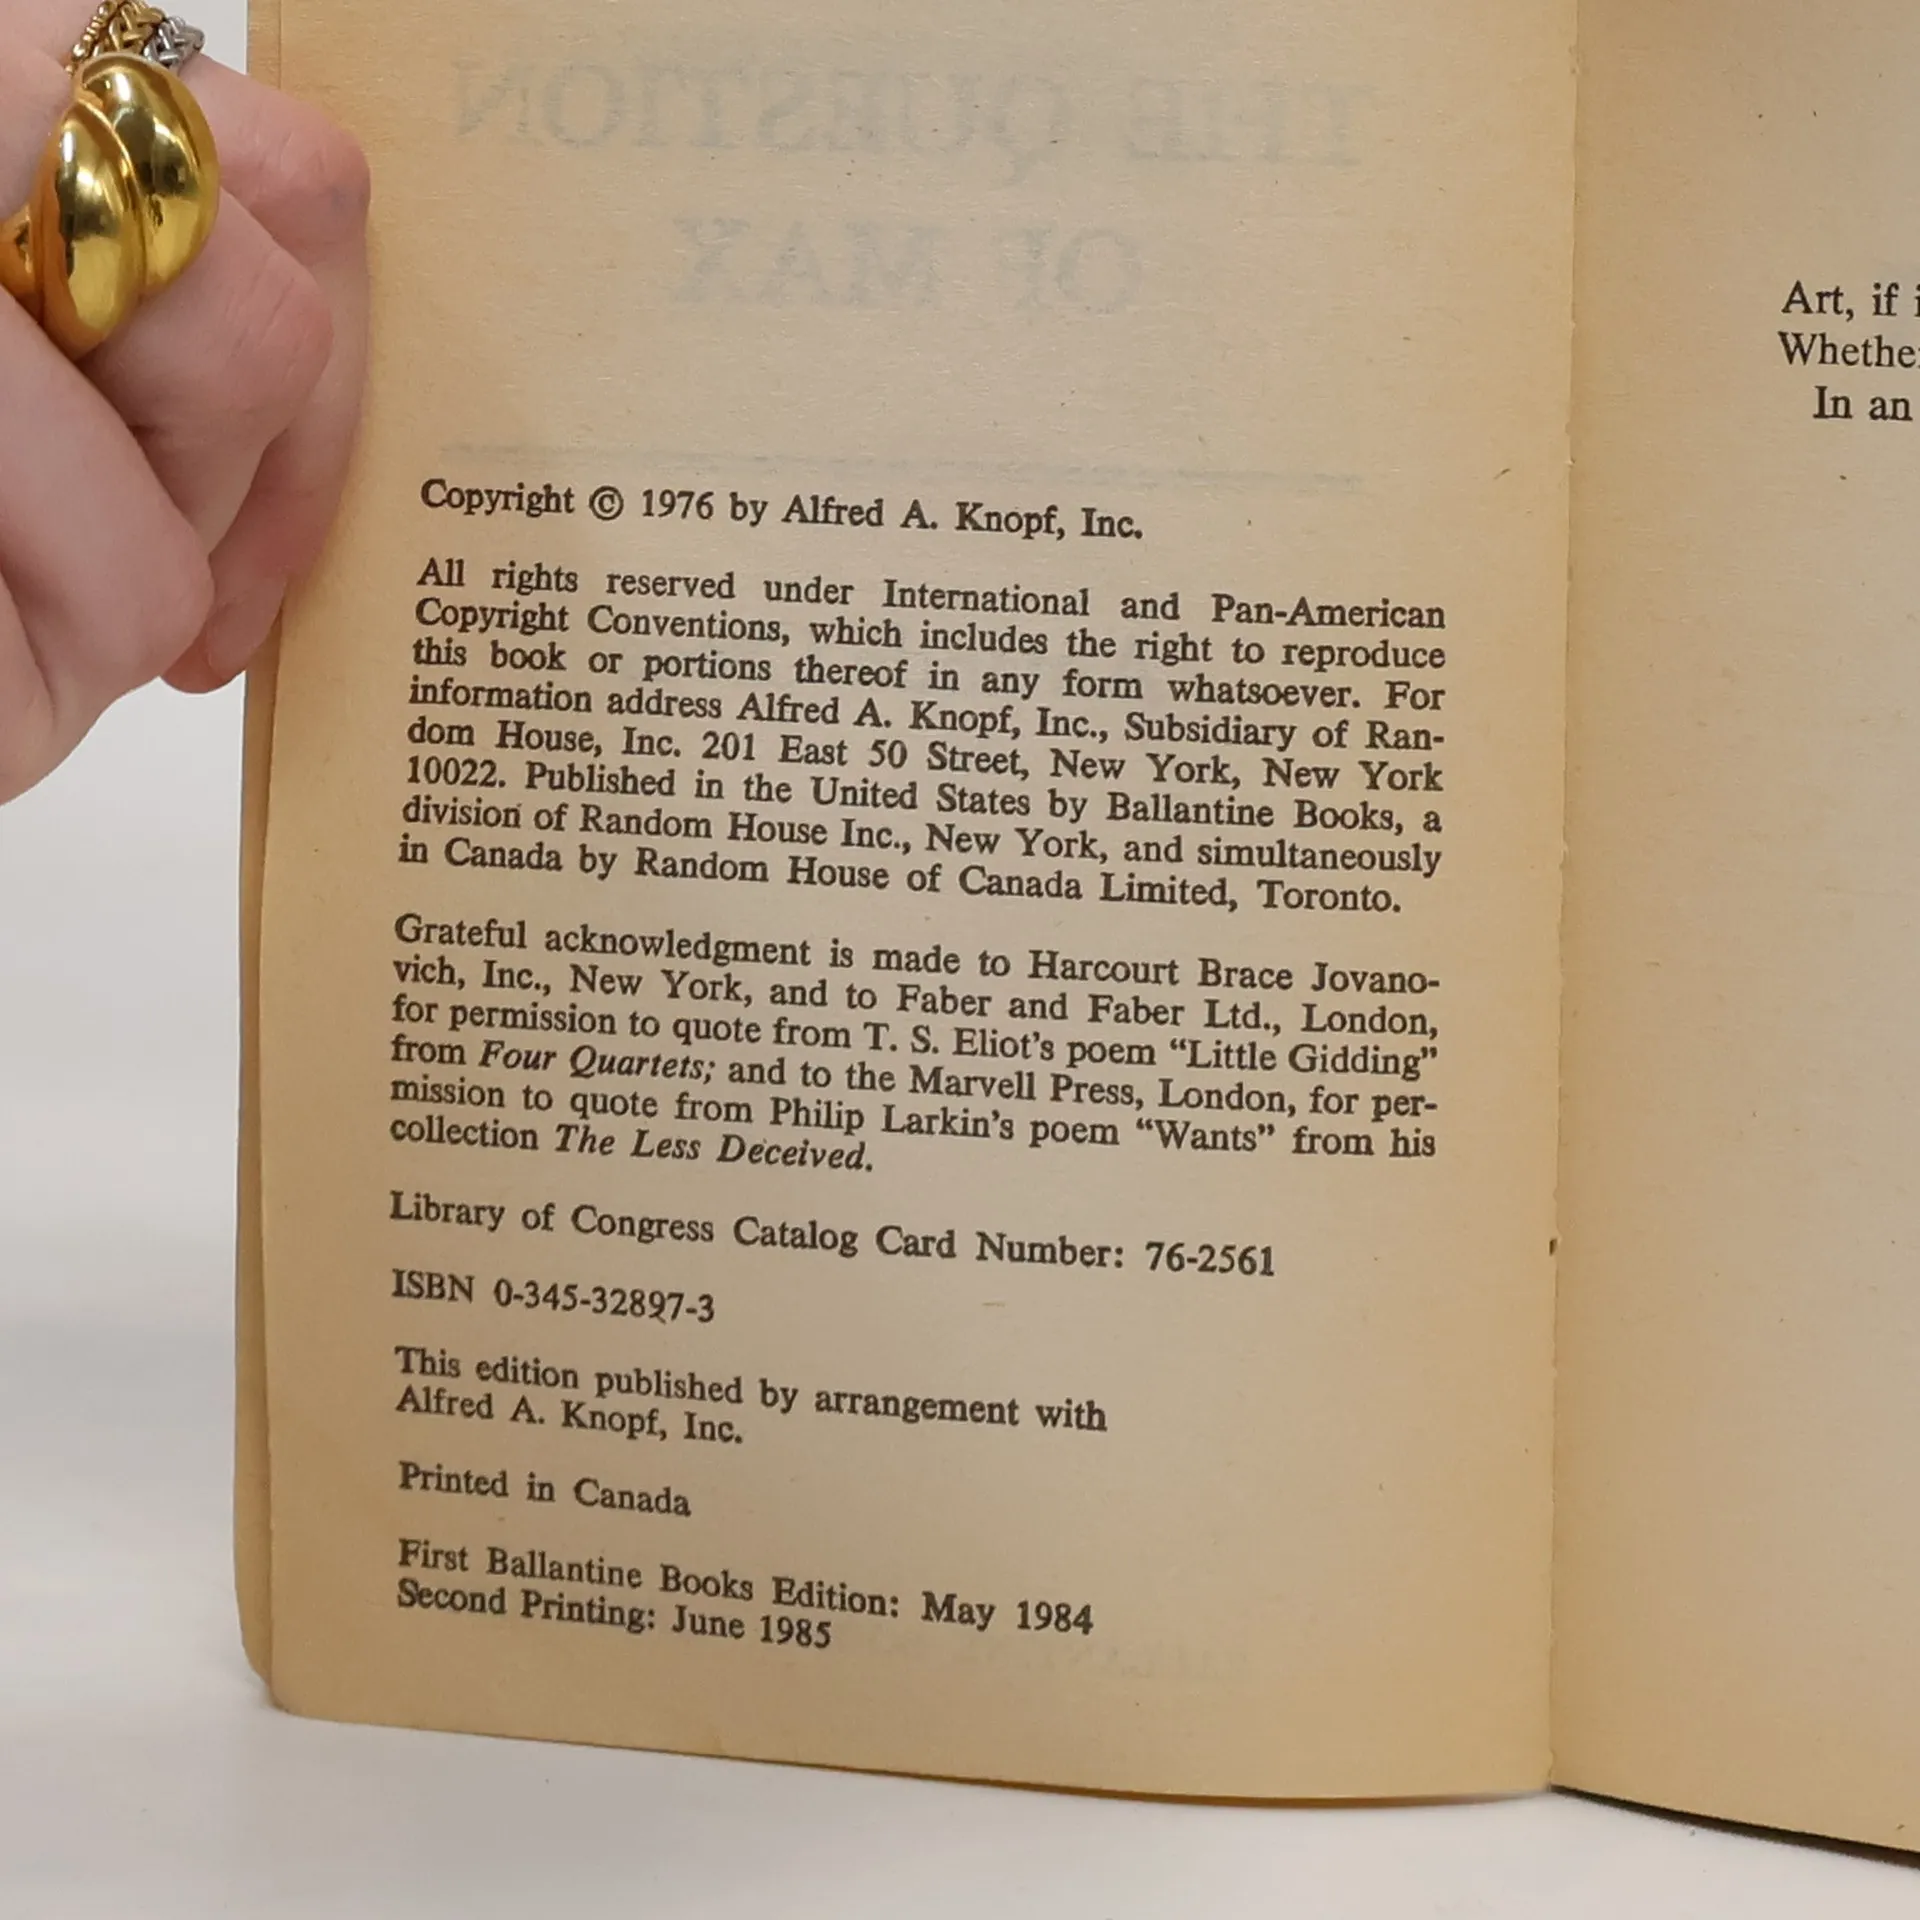 THE QUESTION
OF MAX
Copyright © 1976 by Alfred A. Knopf, Inc.
All rights reserved under International and Pan-American
Copyright Conventions, which includes the right to reproduce
this book or portions thereof in any form whatsoever. For
information address Alfred A. Knopf, Inc., Subsidiary of Ran-
dom House, Inc. 201 East 50 Street, New York, New York
10022. Published in the United States by Ballantine Books, a
division of Random House Inc., New York, and simultaneously
in Canada by Random House of Canada Limited, Toronto.
Grateful acknowledgment is made to Harcourt Brace Jovano-
vich, Inc., New York, and to Faber and Faber Ltd., London,
for permission to quote from T. S. Eliot's poem “Little Gidding”
from Four Quartets; and to the Marvell Press, London, for per-
mission to quote from Philip Larkin's poem “Wants” from his
collection The Less Deceived.
Library of Congress Catalog Card Number: 76-2561
ISBN 0-345-32897-3
This edition published by arrangement with
Alfred A. Knopf, Inc.
Printed in Canada
First Ballantine Books Edition: May 1984
Second Printing: June 1985
Art, if
Whether
In an